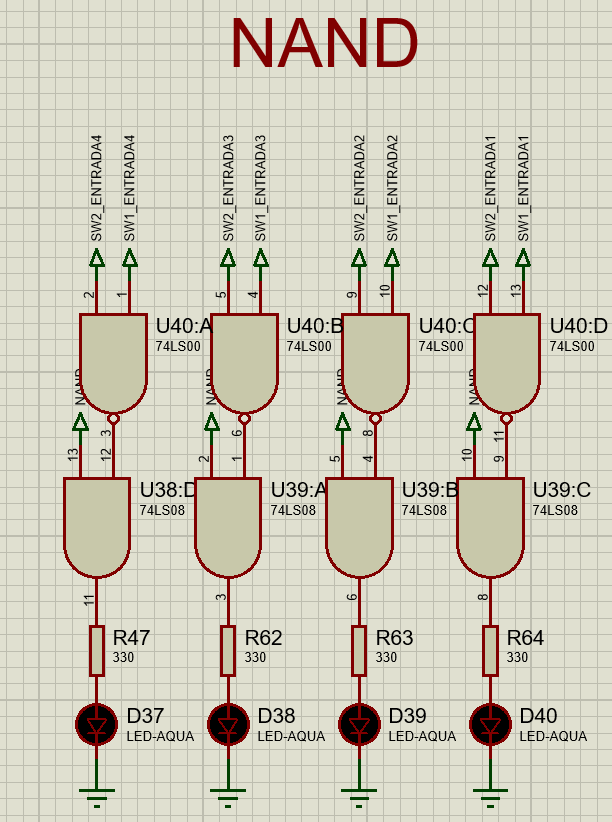 NAND
SW2_ENTRADA4
SW1_ENTRADA4
SW2_ENTRADA3
SW1_ENTRADA3
SW2_ENTRADA2
SW1_ENTRADA2
SW2_ENTRADA1
SW1_ENTRADA1
2
1
5
4
9
10
12
13
U40:A
74LS00
U40:B
74LS00
U40:C
74LS00
U40:D
74LS00
NAND
NAND
NAND
NAND
3
6
8
11
13
12
2
1
5
4
10
9
U38:D
74LS08
U39:A
74LS08
U39:B
74LS08
U39:C
74LS08
11
3
6
8
R47
330
R62
330
R63
330
R64
330
D37
LED-AQUA
D38
LED-AQUA
D39
LED-AQUA
D40
LED-AQUA